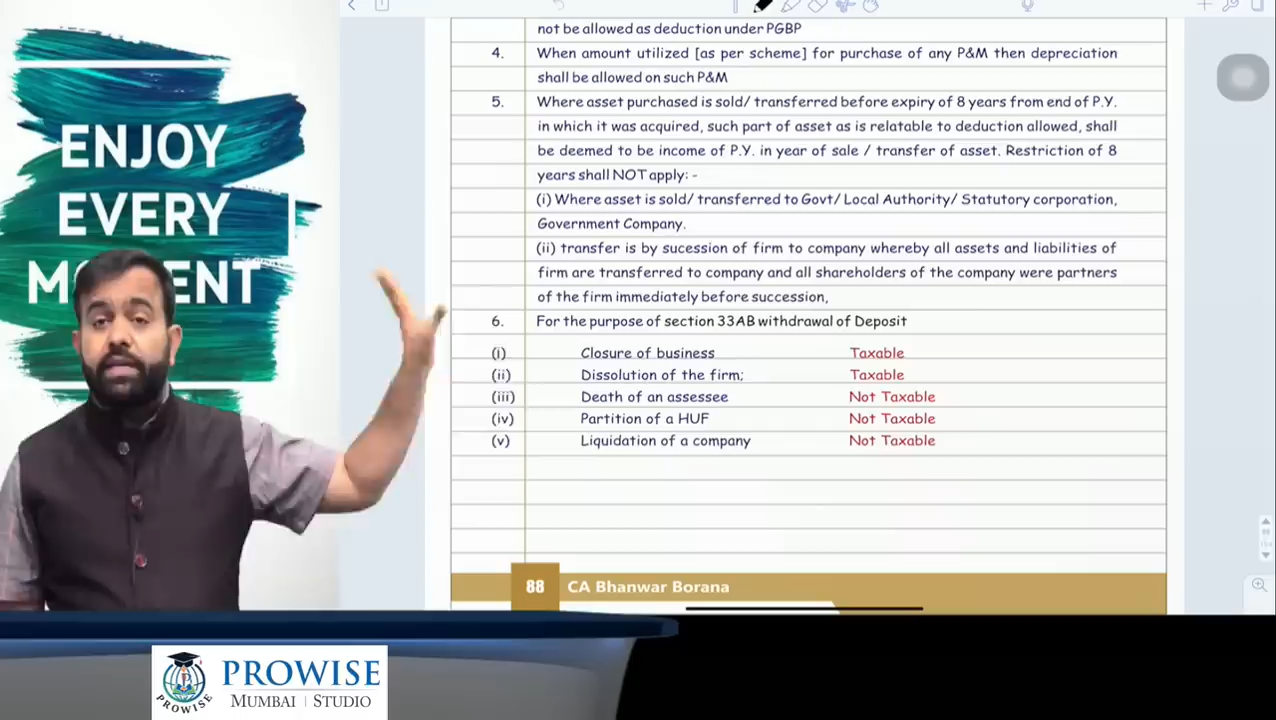 ENJOY
EVERY
M ENT
not be allowed as deduction under PGBP
4. When amount utilized [as per scheme] for purchase of any P&M then depreciation
shall be allowed on such P&M
5. Where asset purchased is sold/ transferred before expiry of 8 years from end of P.Y.
in which it was acquired, such part of asset as is relatable to deduction allowed, shall
be deemed to be income of P.Y. in year of sale / transfer of asset. Restriction of 8
years shall NOT apply: -
(i) Where asset is sold/ transferred to Govt/ Local Authority/ Statutory corporation,
Government Company.
(ii) transfer is by sucession of firm to company whereby all assets and liabilities of
firm are transferred to company and all shareholders of the company were partners
of the firm immediately before succession,
6. For the purpose of section 33AB withdrawal of Deposit
(i) Closure of business Taxable
(ii) Dissolution of the firm; Taxable
(iii) Death of an assessee Not Taxable
(iv) Partition of a HUF Not Taxable
(v) Liquidation of a company Not Taxable
88 CA Bhanwar Borana
PROWISE
PROWISE
MUMBAI | STUDIO